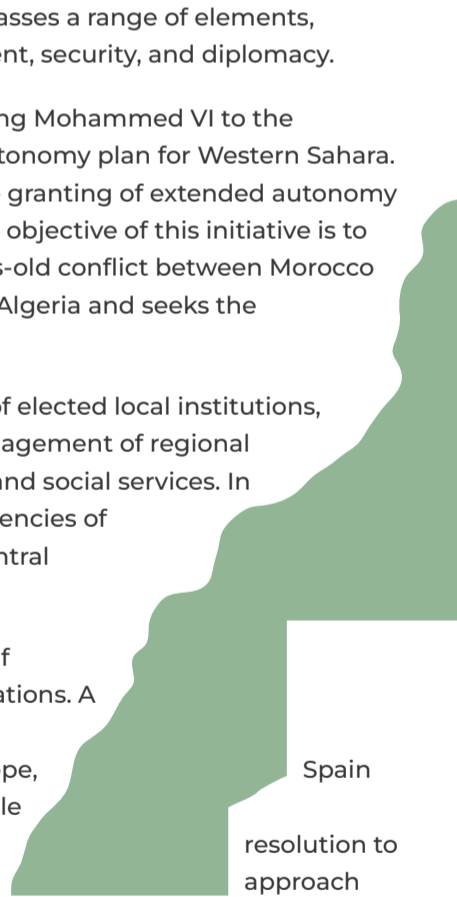 asses a range of elements,
ent, security, and diplomacy.
ng Mohammed VI to the
tonomy plan for Western Sahara.
granting of extended autonomy
objective of this initiative is to
s-old conflict between Morocco
Algeria and seeks the
of elected local institutions,
agement of regional
and social services. In
encies of
ntral
f
ations. A
pe,
Spain
le
resolution to
approach